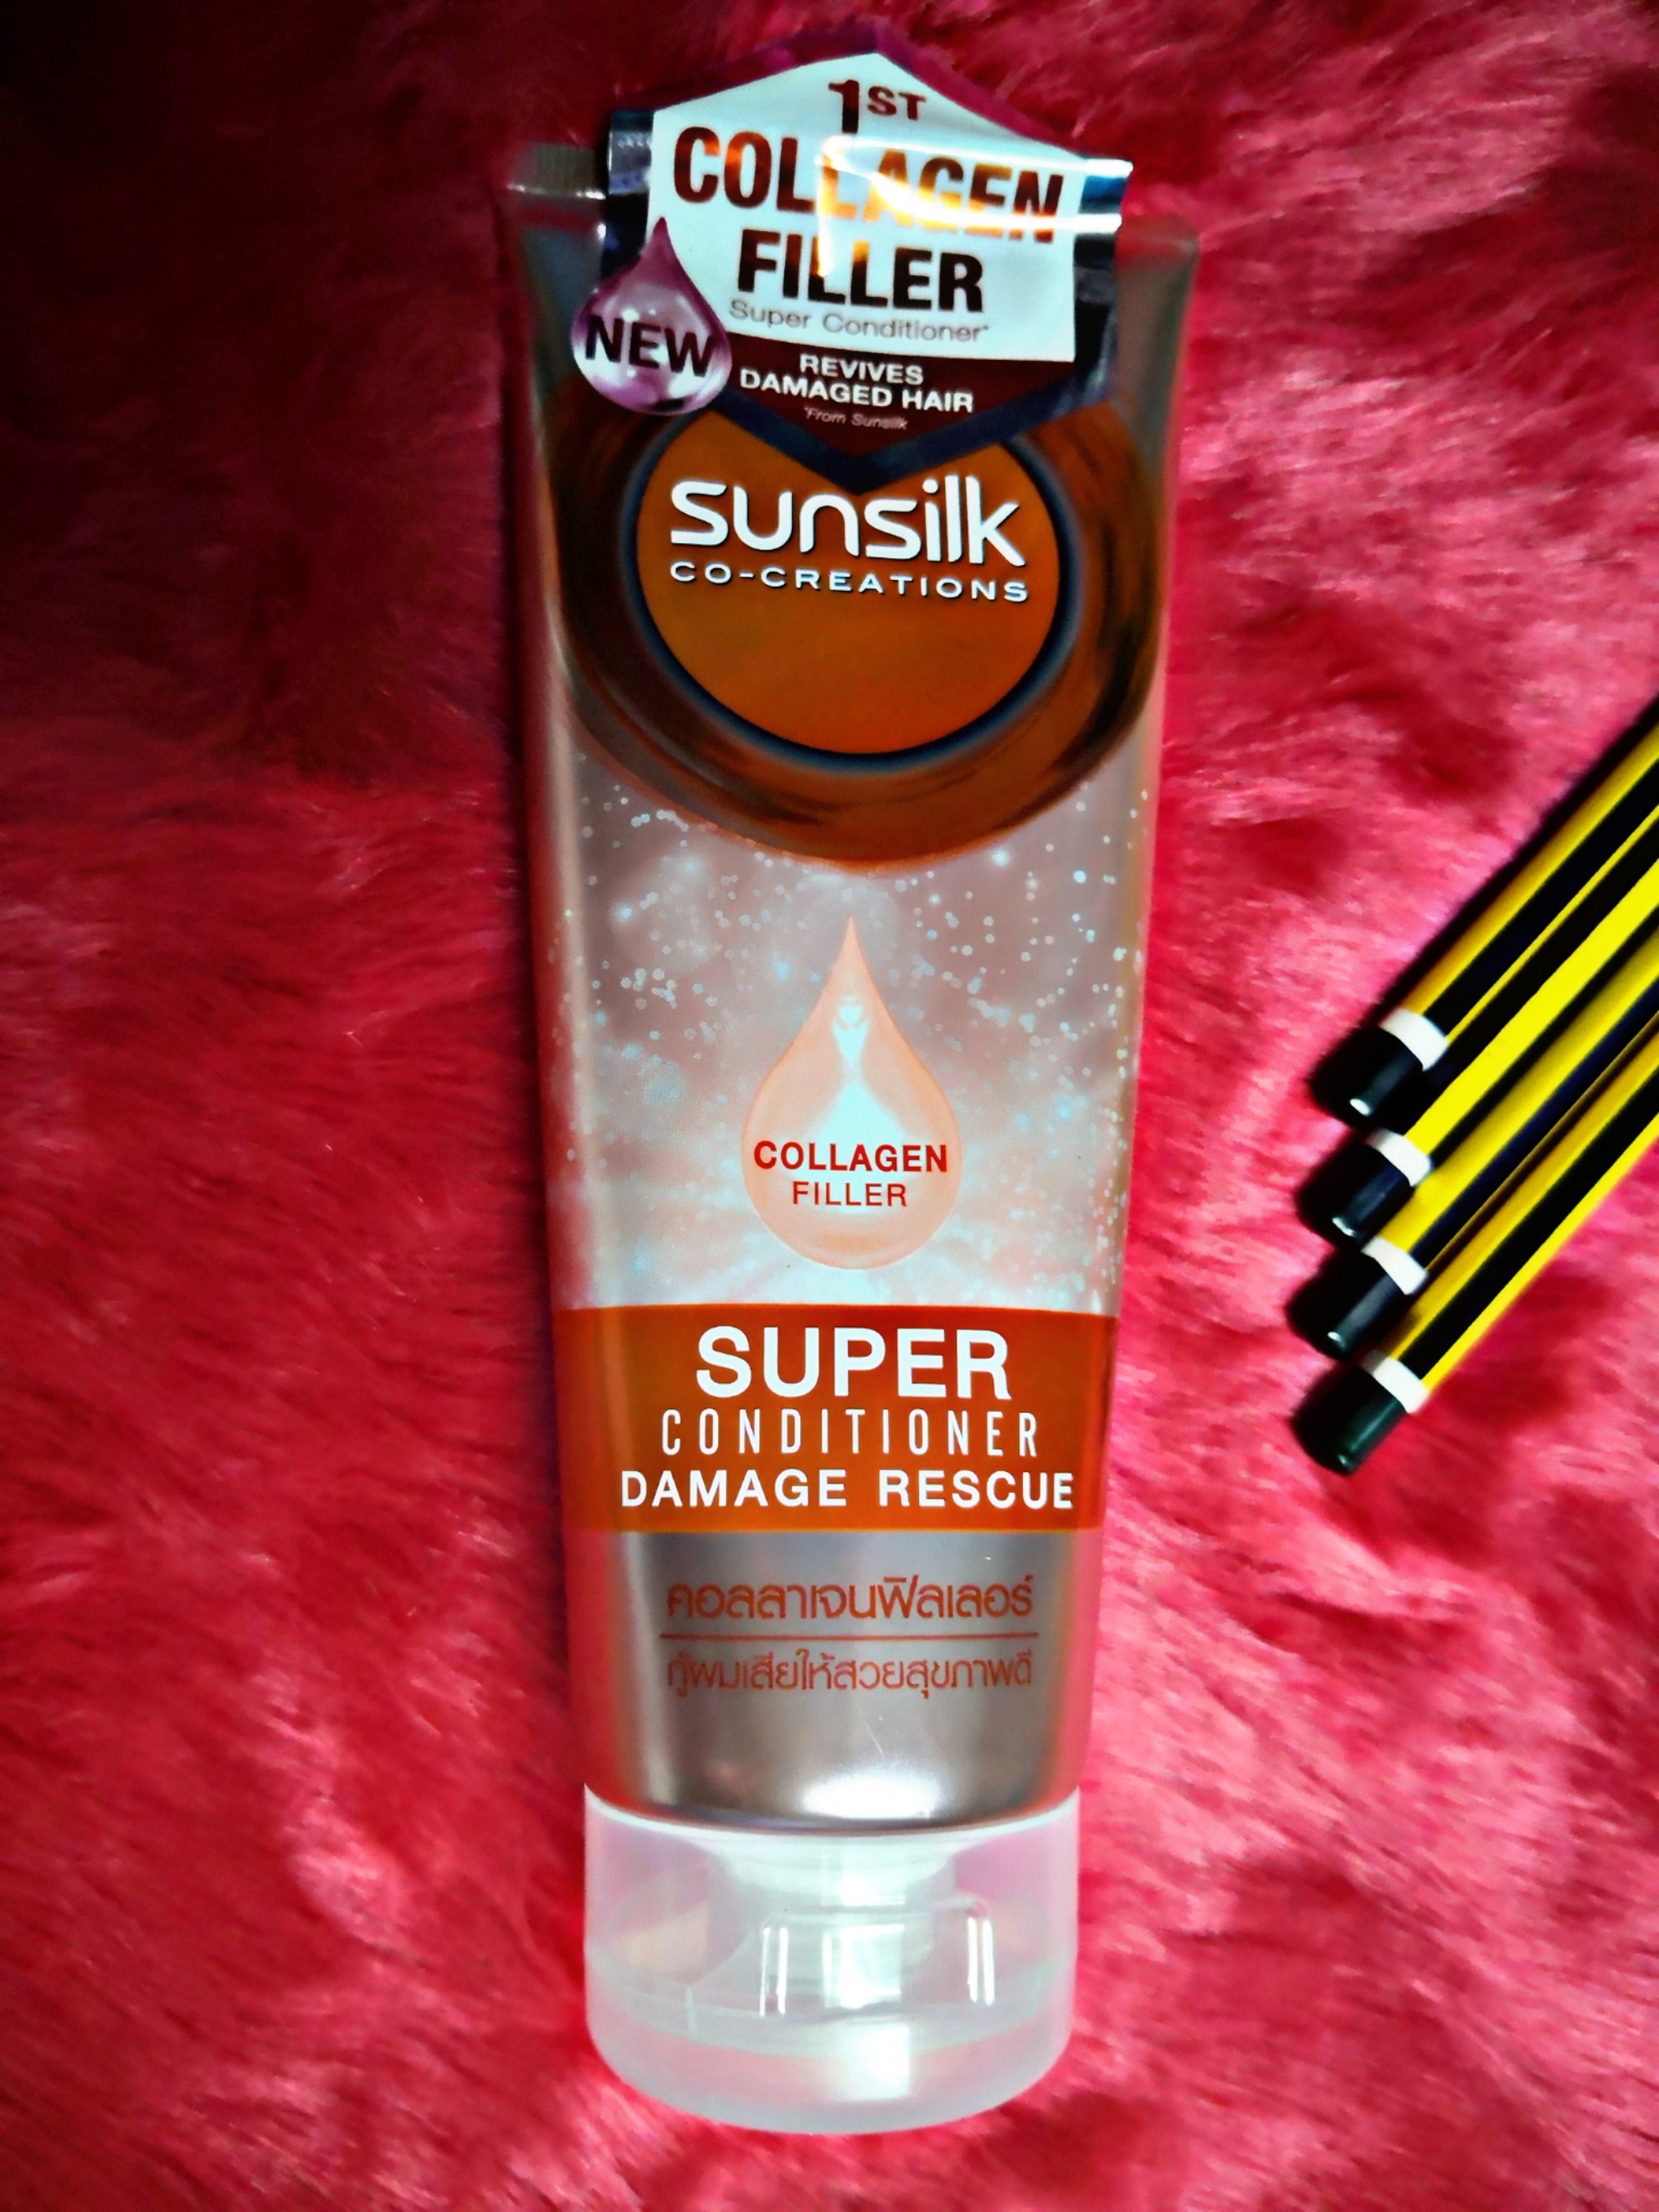 1ST
COLLAGEN
FILLER
Super Conditioner*
NEW
REVIVES
DAMAGED HAIR
*From Sunsilk
sunsilk
CO-CREATIONS
COLLAGEN
FILLER
SUPER
CONDITIONER
DAMAGE RESCUE
คอลลาเจนฟิลเลอร์
กู้ผมเสียให้สวยสุขภาพดี